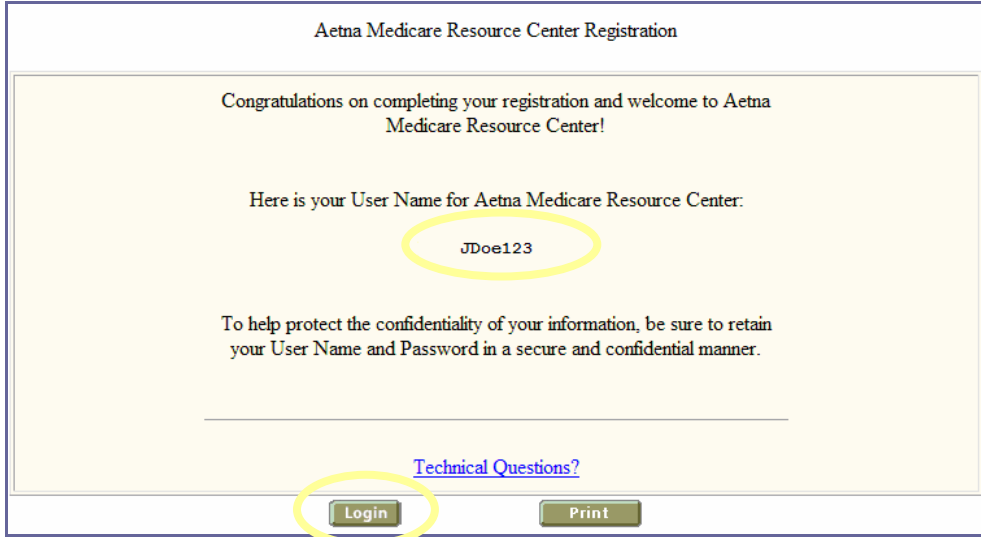 Aetna Medicare Resource Center Registration
Congratulations on completing your registration and welcome to Aetna
Medicare Resource Center!
Here is your User Name for Aetna Medicare Resource Center:
JDoe123
To help protect the confidentiality of your information, be sure to retain
your User Name and Password in a secure and confidential manner.
Technical Questions?
Login
Print